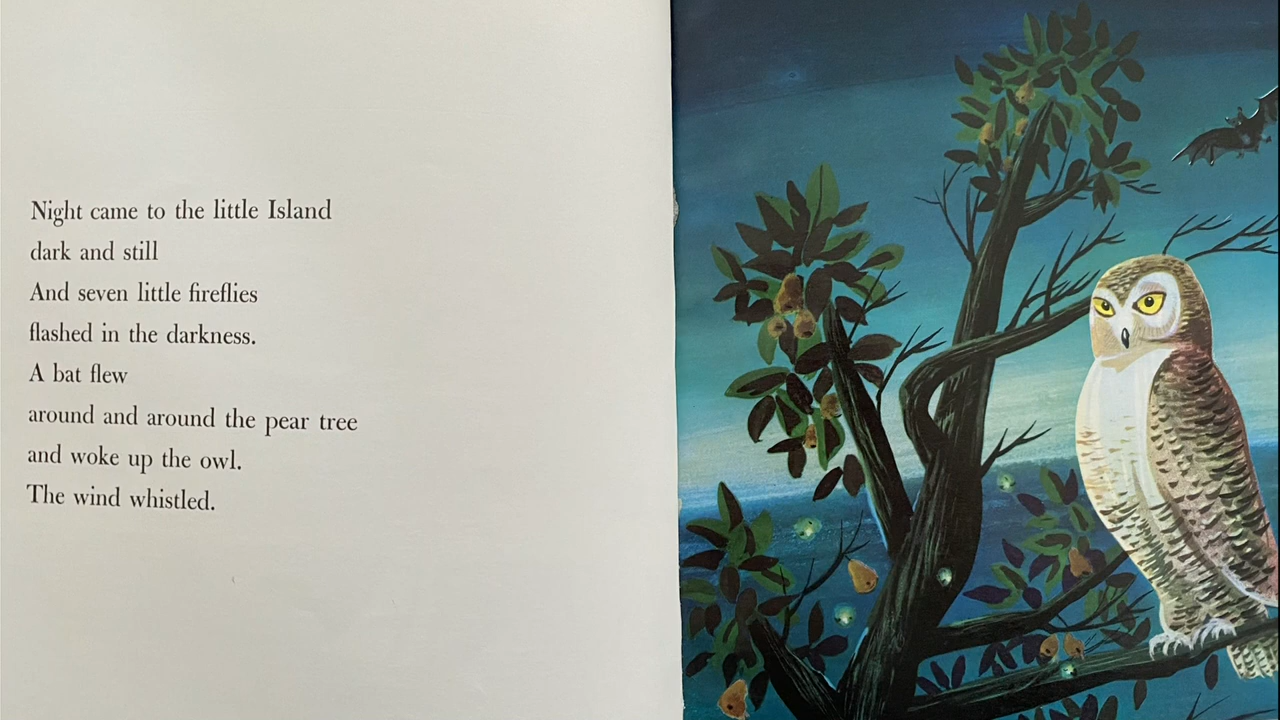 Night came to the little Island
dark and still
And seven little fireflies
flashed in the darkness.
A bat flew
around and around the pear tree
and woke up the owl.
The wind whistled.